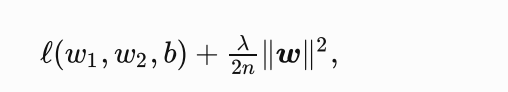 ℓ(w₁, w₂, b) + λ/2n ‖𝒘‖²,